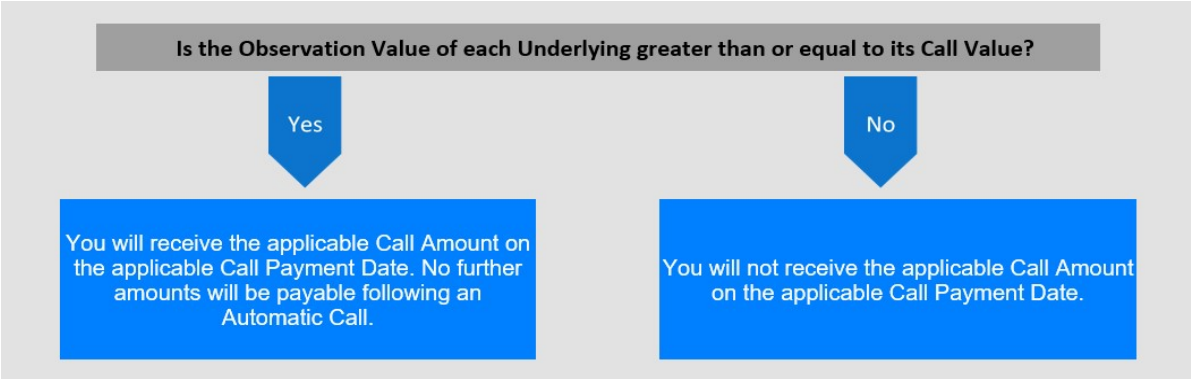 Is the Observation Value of each Underlying greater than or equal to its Call Value?
Yes
No
You will receive the applicable Call Amount on
the applicable Call Payment Date. No further
amounts will be payable following an
Automatic Call.
You will not receive the applicable Call Amount
on the applicable Call Payment Date.